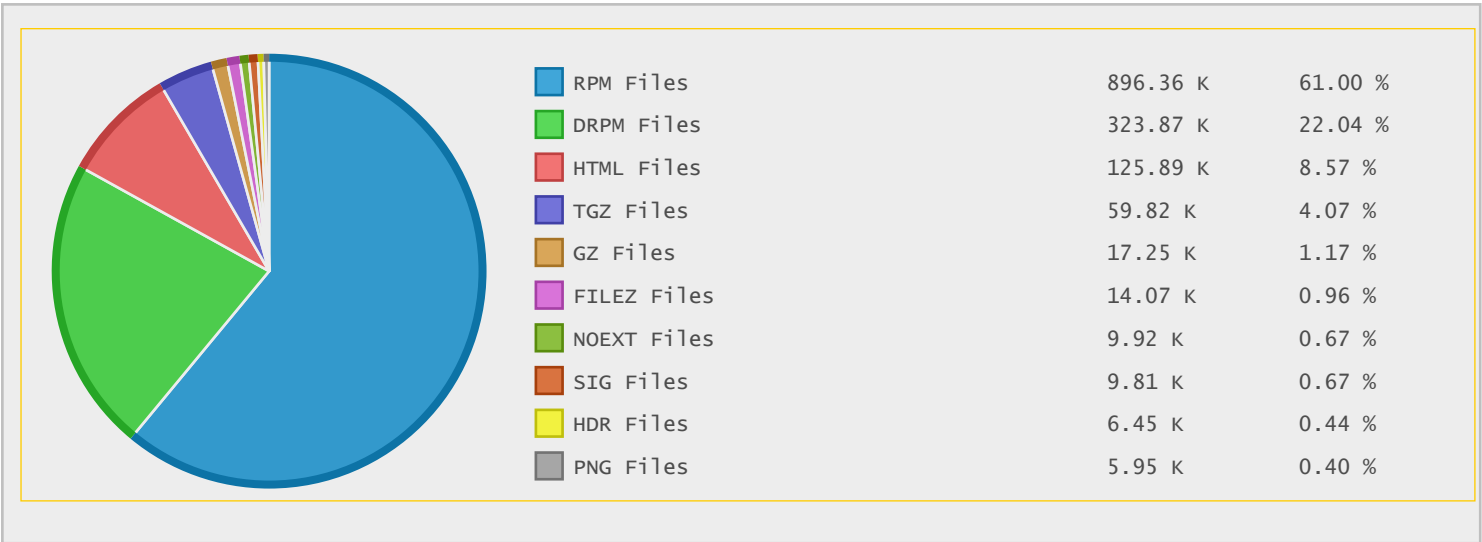 RPM Files 896.36 K 61.00 %
DRPM Files 323.87 K 22.04 %
HTML Files 125.89 K 8.57 %
TGZ Files 59.82 K 4.07 %
GZ Files 17.25 K 1.17 %
FILEZ Files 14.07 K 0.96 %
NOEXT Files 9.92 K 0.67 %
SIG Files 9.81 K 0.67 %
HDR Files 6.45 K 0.44 %
PNG Files 5.95 K 0.40 %